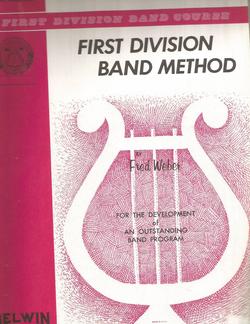 FIRST DIVISION BAND COURSE
FIRST DIVISION
BAND METHOD
BY
Fred Weber
FOR THE DEVELOPMENT
of
AN OUTSTANDING
BAND PROGRAM
BELWIN